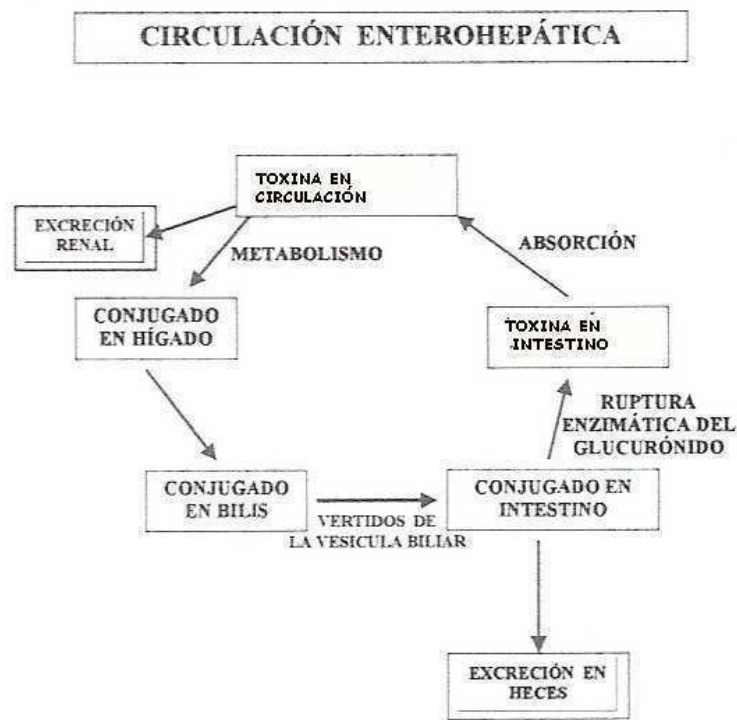 CIRCULACIÓN ENTEROHEPÁTICA
TOXINA EN
CIRCULACIÓN
EXCRECIÓN
RENAL
METABOLISMO
ABSORCIÓN
CONJUGADO
EN HÍGADO
TOXINA EN
INTESTINO
RUPTURA
ENZIMÁTICA DEL
GLUCURÓNIDO
CONJUGADO
EN BILIS
VERTIDOS DE
LA VESICULA BILIAR
CONJUGADO EN
INTESTINO
EXCRECIÓN EN
HECES